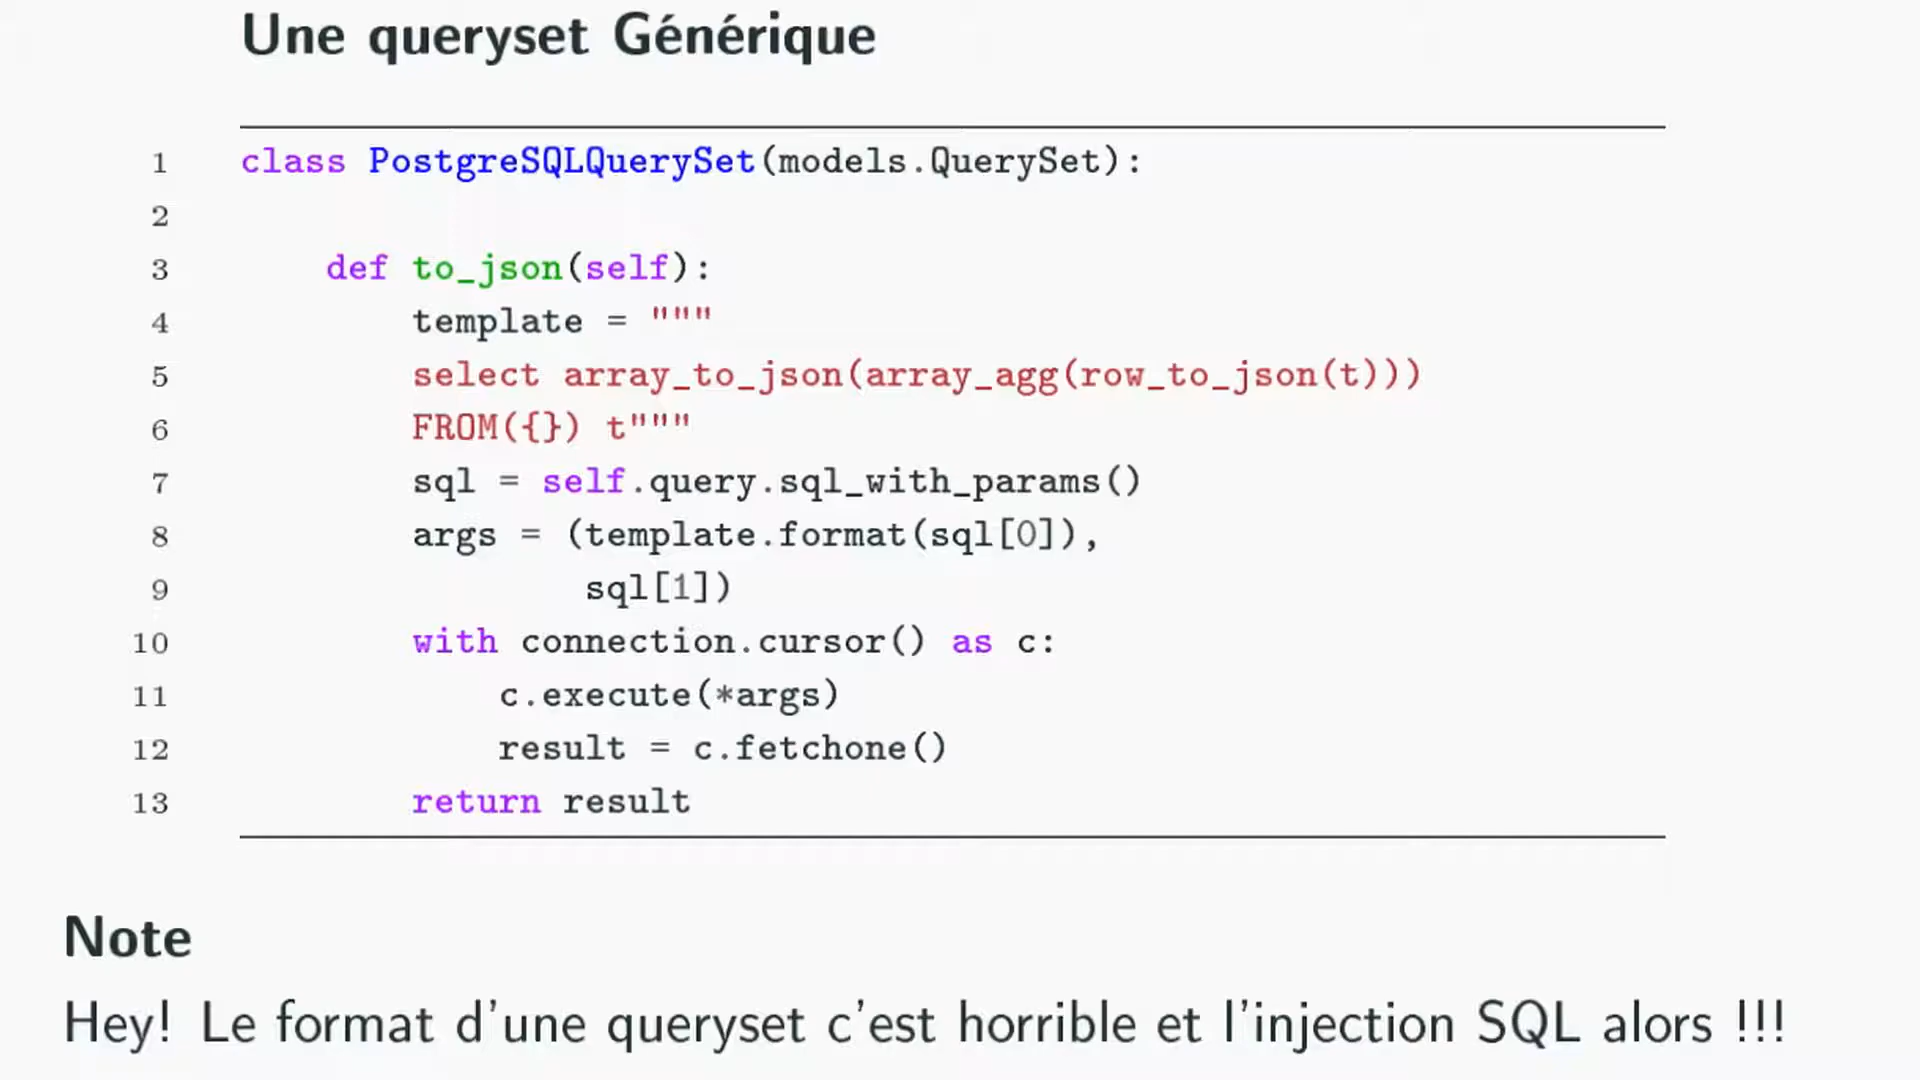 Une queryset Générique
1 class PostgreSQLQuerySet(models.QuerySet):
2
3 def to_json(self):
4 template = """
5 select array_to_json(array_agg(row_to_json(t)))
6 FROM({}) t"""
7 sql = self.query.sql_with_params()
8 args = (template.format(sql[0]),
9 sql[1])
10 with connection.cursor() as c:
11 c.execute(*args)
12 result = c.fetchone()
13 return result
Note
Hey! Le format d'une queryset c'est horrible et l'injection SQL alors !!!